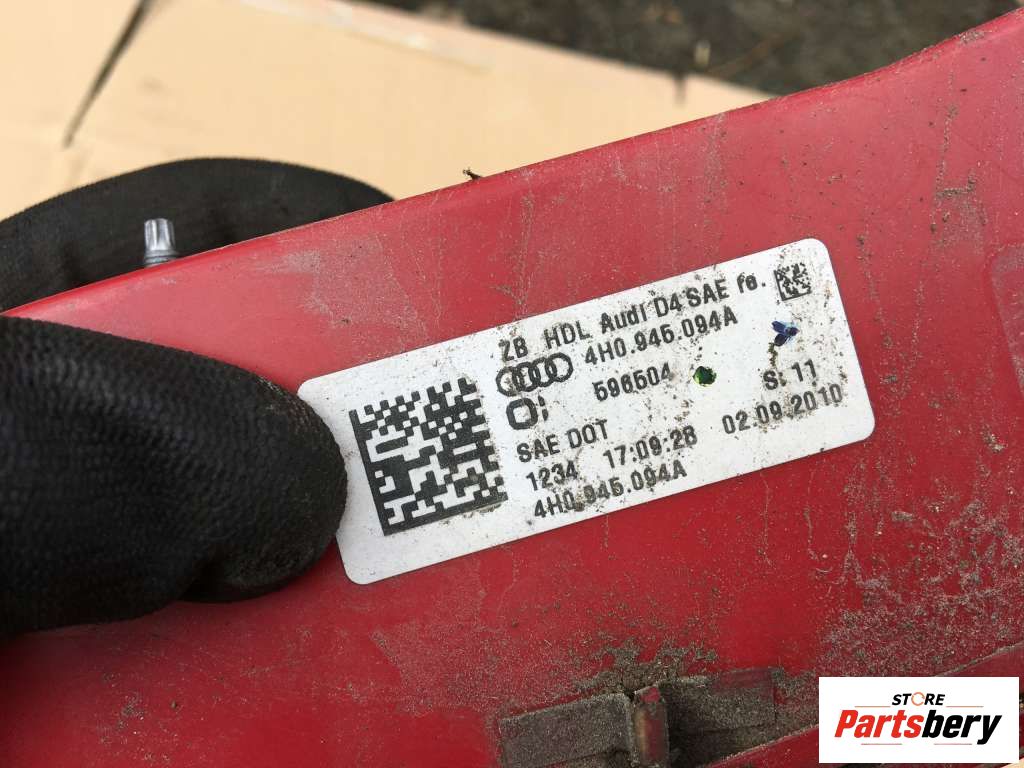 ZB HDL Audi D4 SAE re.
4H0.945.094A
596504 S: 11
SAE DOT
1234 17:09:28 02.09.2010
4H0.945.094A
STORE
Partsbery